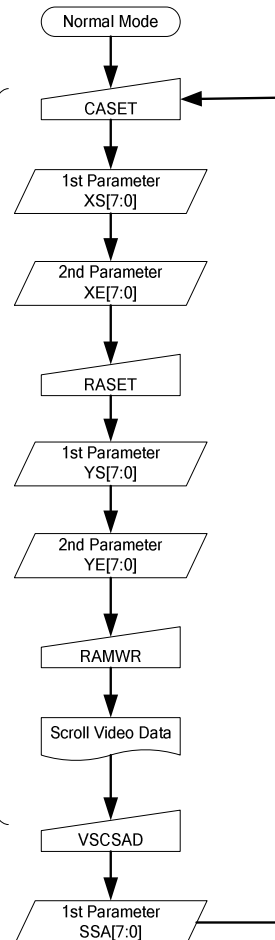 Normal Mode
CASET
1st Parameter
XS[7:0]
2nd Parameter
XE[7:0]
RASET
1st Parameter
YS[7:0]
2nd Parameter
YE[7:0]
RAMWR
Scroll Video Data
VSCSAD
1st Parameter
SSA[7:0]